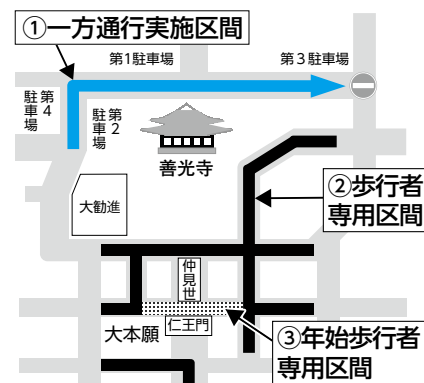 ①一方通行実施区間
第1駐車場
第3駐車場
第4
駐車場
第2
駐車場
善光寺
②歩行者
専用区間
大勧進
仲見世
仁王門
大本願
③年始歩行者
専用区間